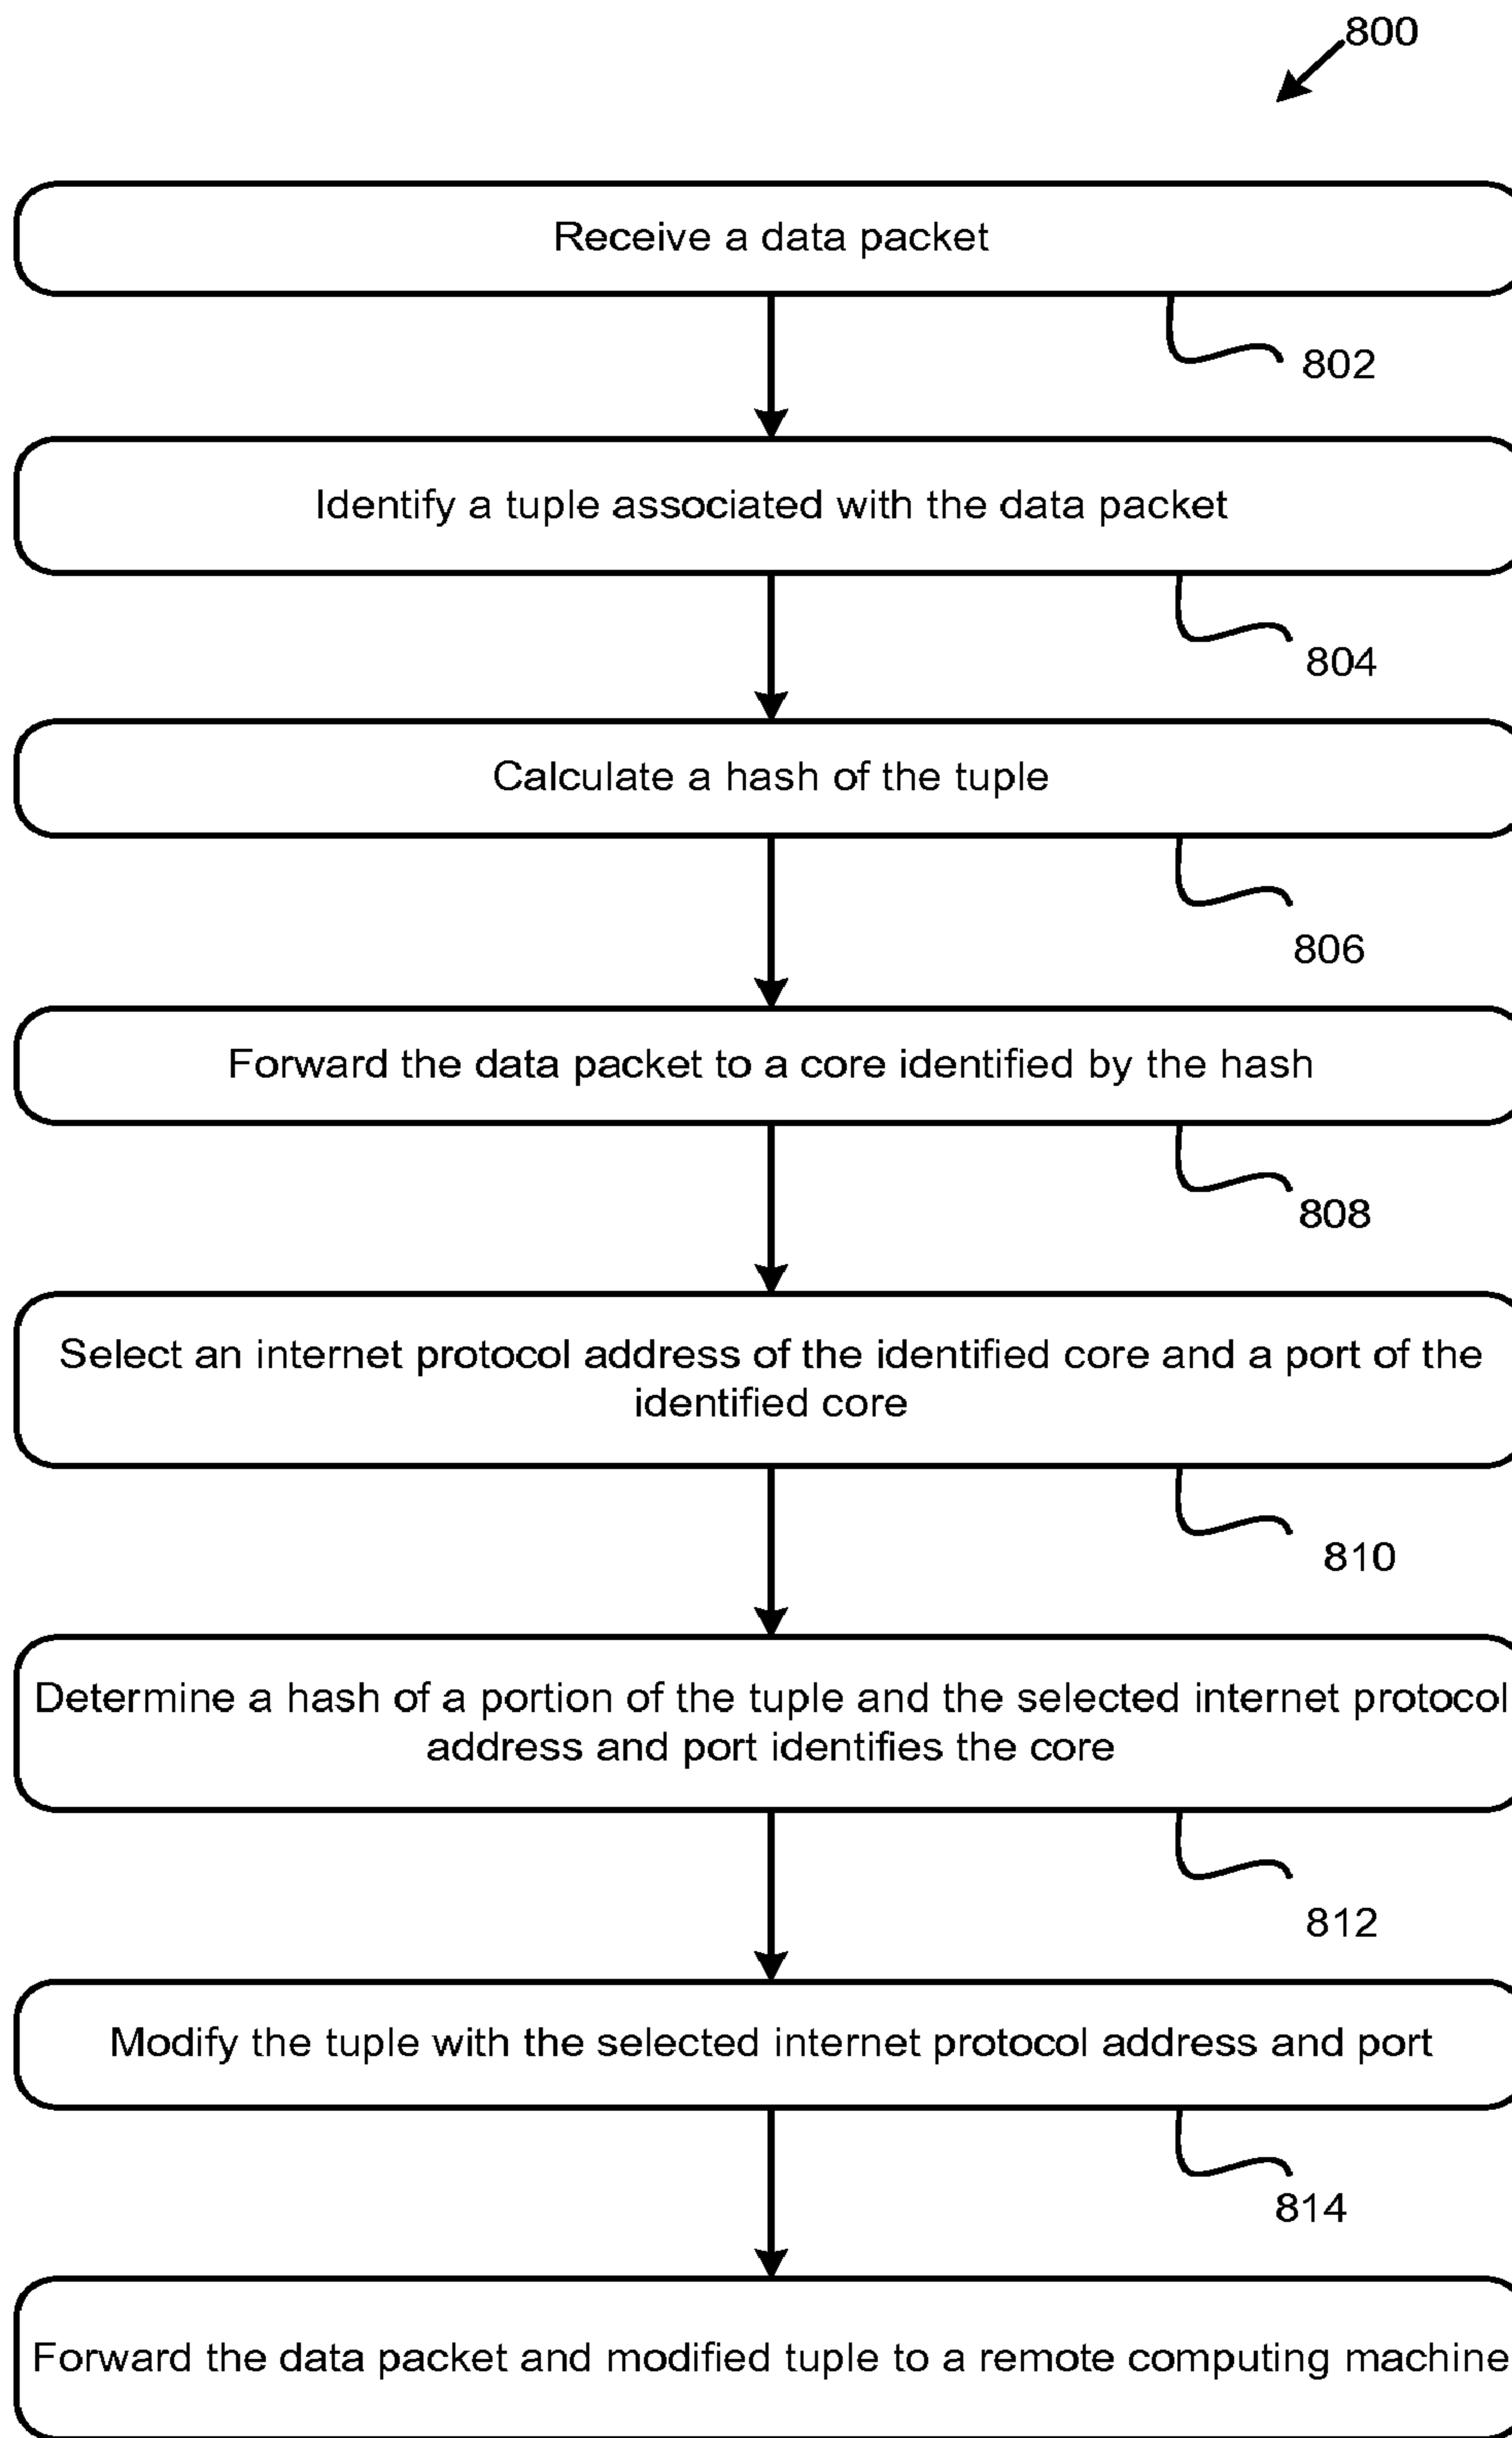 800
Receive a data packet
802
Identify a tuple associated with the data packet
804
Calculate a hash of the tuple
806
Forward the data packet to a core identified by the hash
808
Select an internet protocol address of the identified core and a port of the
identified core
810
Determine a hash of a portion of the tuple and the selected internet protocol
address and port identifies the core
812
Modify the tuple with the selected internet protocol address and port
814
Forward the data packet and modified tuple to a remote computing machine